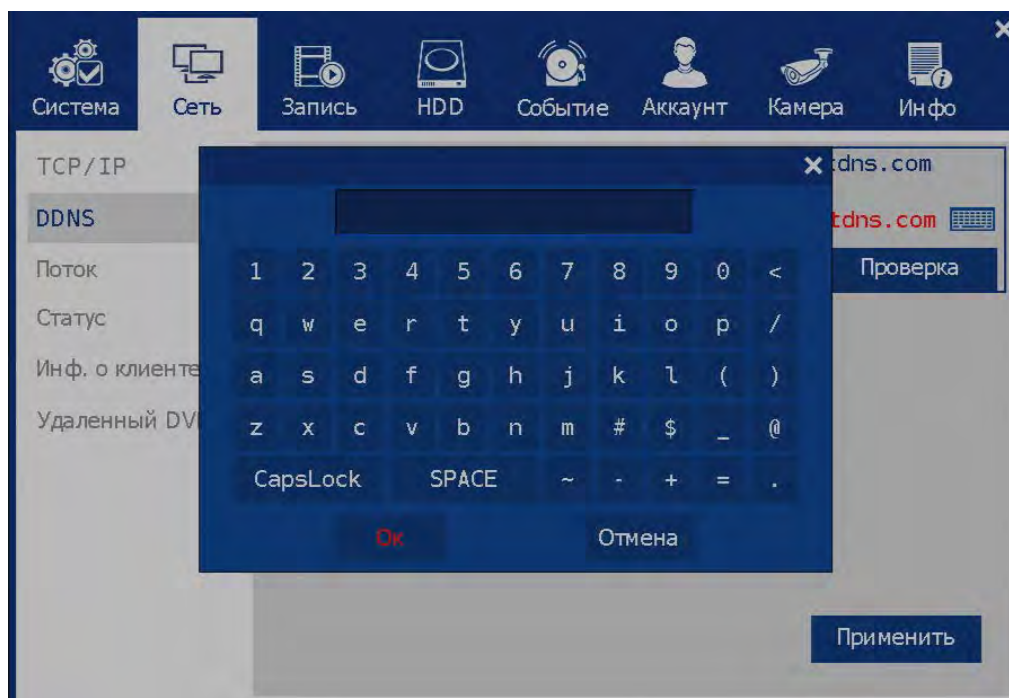 Система Сеть Запись HDD Событие Аккаунт Камера Инфо
TCP/IP
tdns.com
DDNS
tdns.com
Поток
Проверка
Статус
Инф. о клиенте
Удаленный
1 2 3 4 5 6 7 8 9 0 <
q w e r t y u i o p /
a s d f g h j k l ( )
z x c v b n m # $ _ @
CapsLock SPACE ~ - + = .
Ок Отмена
Применить